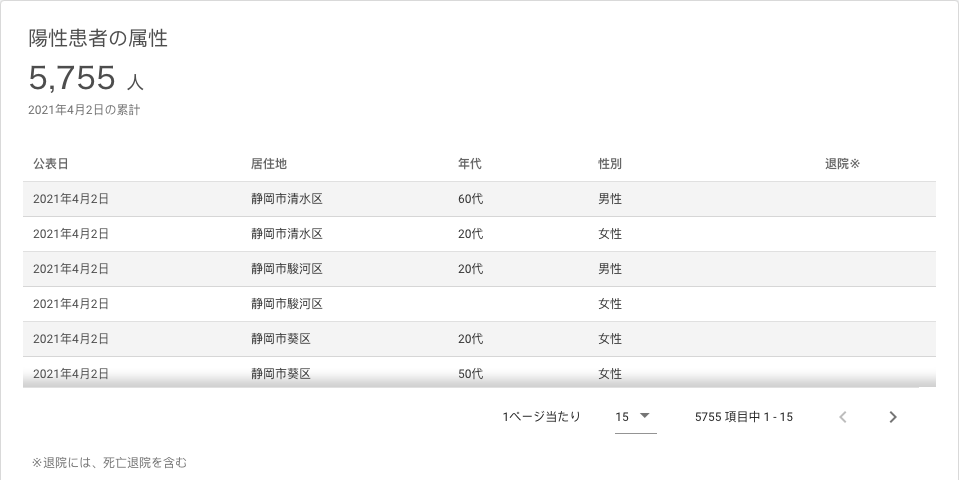 陽性患者の属性
5,755 人
2021年4月2日の累計
公表日 居住地 年代 性別 退院※
2021年4月2日 静岡市清水区 60代 男性
2021年4月2日 静岡市清水区 20代 女性
2021年4月2日 静岡市駿河区 20代 男性
2021年4月2日 静岡市駿河区 女性
2021年4月2日 静岡市葵区 20代 女性
2021年4月2日 静岡市葵区 50代 女性
1ページ当たり 15 5755 項目中 1 - 15
※退院には、死亡退院を含む